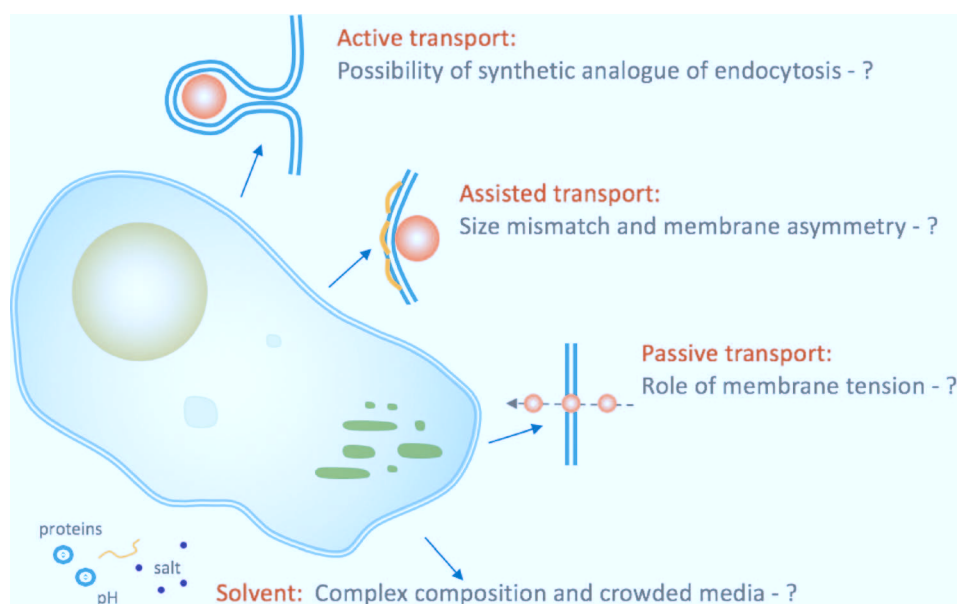 Active transport:
Possibility of synthetic analogue of endocytosis - ?
Assisted transport:
Size mismatch and membrane asymmetry - ?
Passive transport:
Role of membrane tension - ?
proteins
salt
pH
Solvent: Complex composition and crowded media - ?